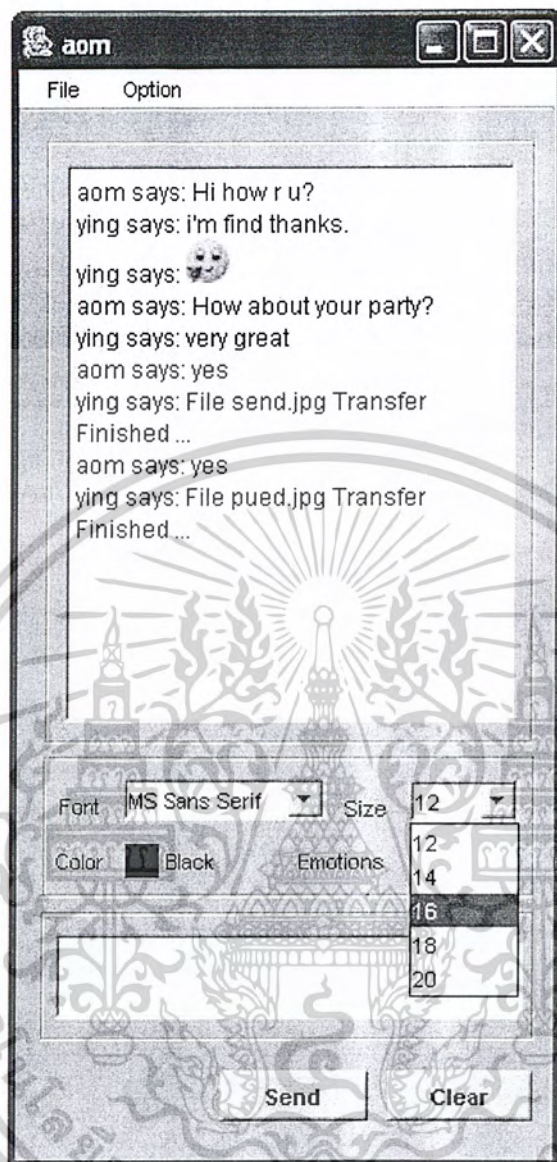 aom
File Option
aom says: Hi how r u?
ying says: i'm find thanks.
ying says:
aom says: How about your party?
ying says: very great
aom says: yes
ying says: File send.jpg Transfer
Finished ...
aom says: yes
ying says: File pued.jpg Transfer
Finished ...
Font MS Sans Serif Size 12
Color Black Emotions
12
14
16
18
20
Send Clear